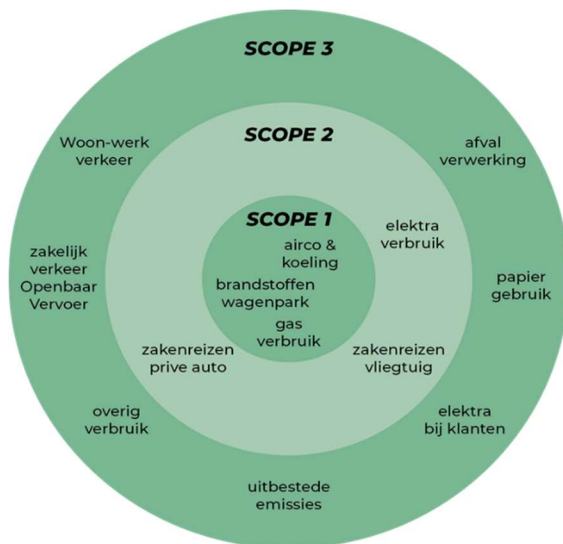 SCOPE 3
Woon-werk
verkeer
afval
verwerking
zakelijk
verkeer
Openbaar
Vervoer
papier
gebruik
overig
verbruik
elektra
bij klanten
uitbestede
emissies
SCOPE 2
elektra
verbruik
zakenreizen
prive auto
zakenreizen
vliegtuig
SCOPE 1
airco &
koeling
brandstoffen
wagenpark
gas
verbruik